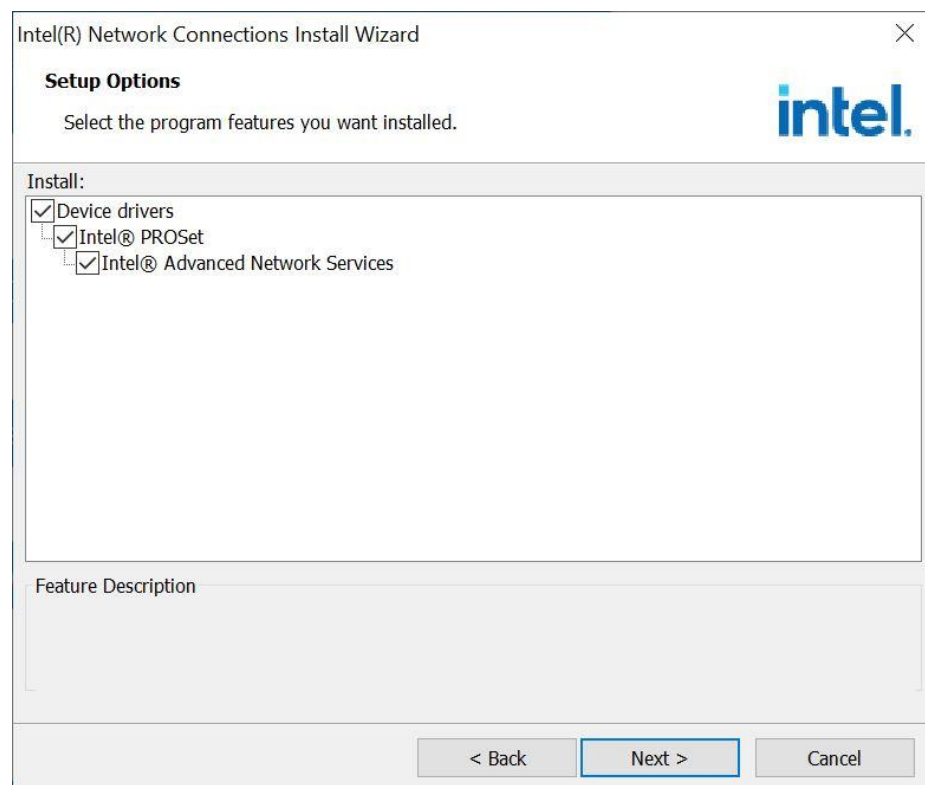 Intel(R) Network Connections Install Wizard
Setup Options
Select the program features you want installed.
intel.
Install:
Device drivers
Intel® PROSet
Intel® Advanced Network Services
Feature Description
< Back
Next >
Cancel